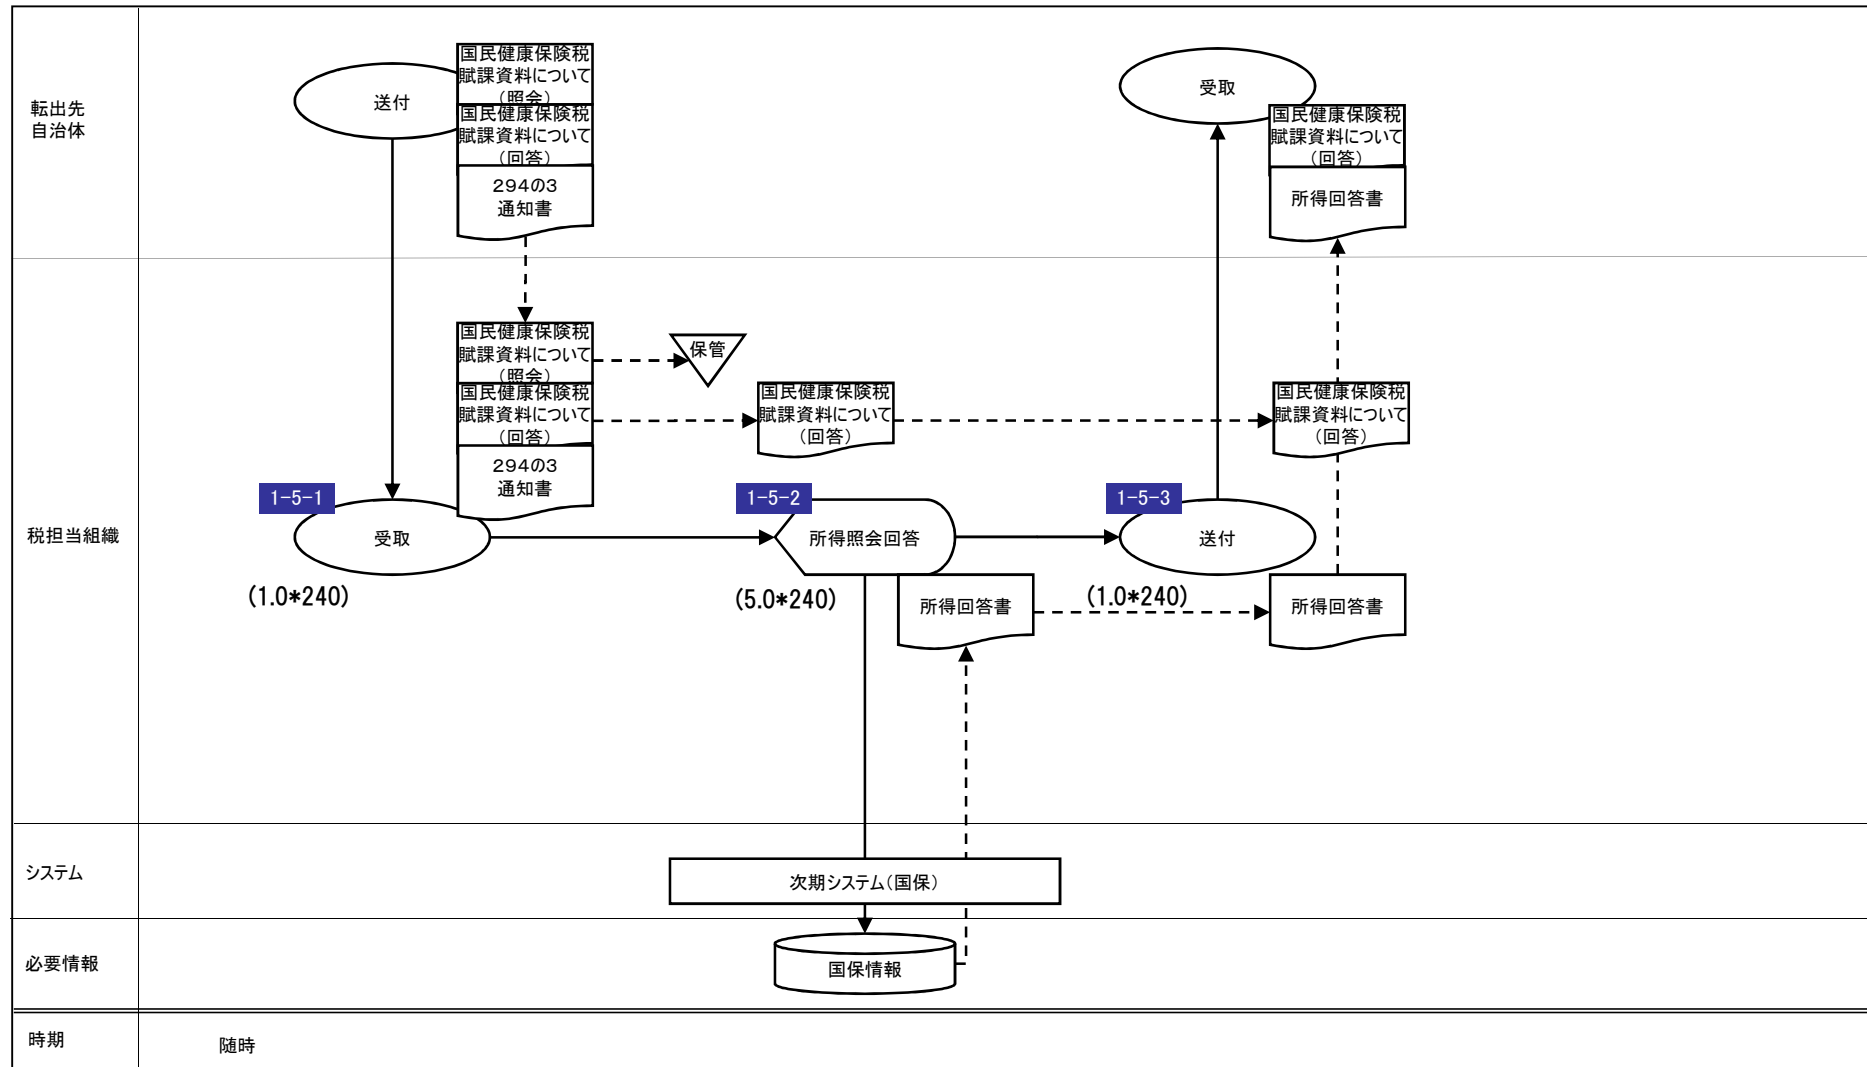 転出先
自治体
送付
国民健康保険税
賦課資料について
(照会)
国民健康保険税
賦課資料について
(回答)
294の3
通知書
受取
国民健康保険税
賦課資料について
(回答)
所得回答書
税担当組織
国民健康保険税
賦課資料について
(照会)
国民健康保険税
賦課資料について
(回答)
294の3
通知書
保管
国民健康保険税
賦課資料について
(回答)
国民健康保険税
賦課資料について
(回答)
1-5-1
受取
(1.0*240)
1-5-2
所得照会回答
(5.0*240)
所得回答書
1-5-3
送付
(1.0*240)
所得回答書
システム
次期システム(国保)
必要情報
国保情報
時期
随時